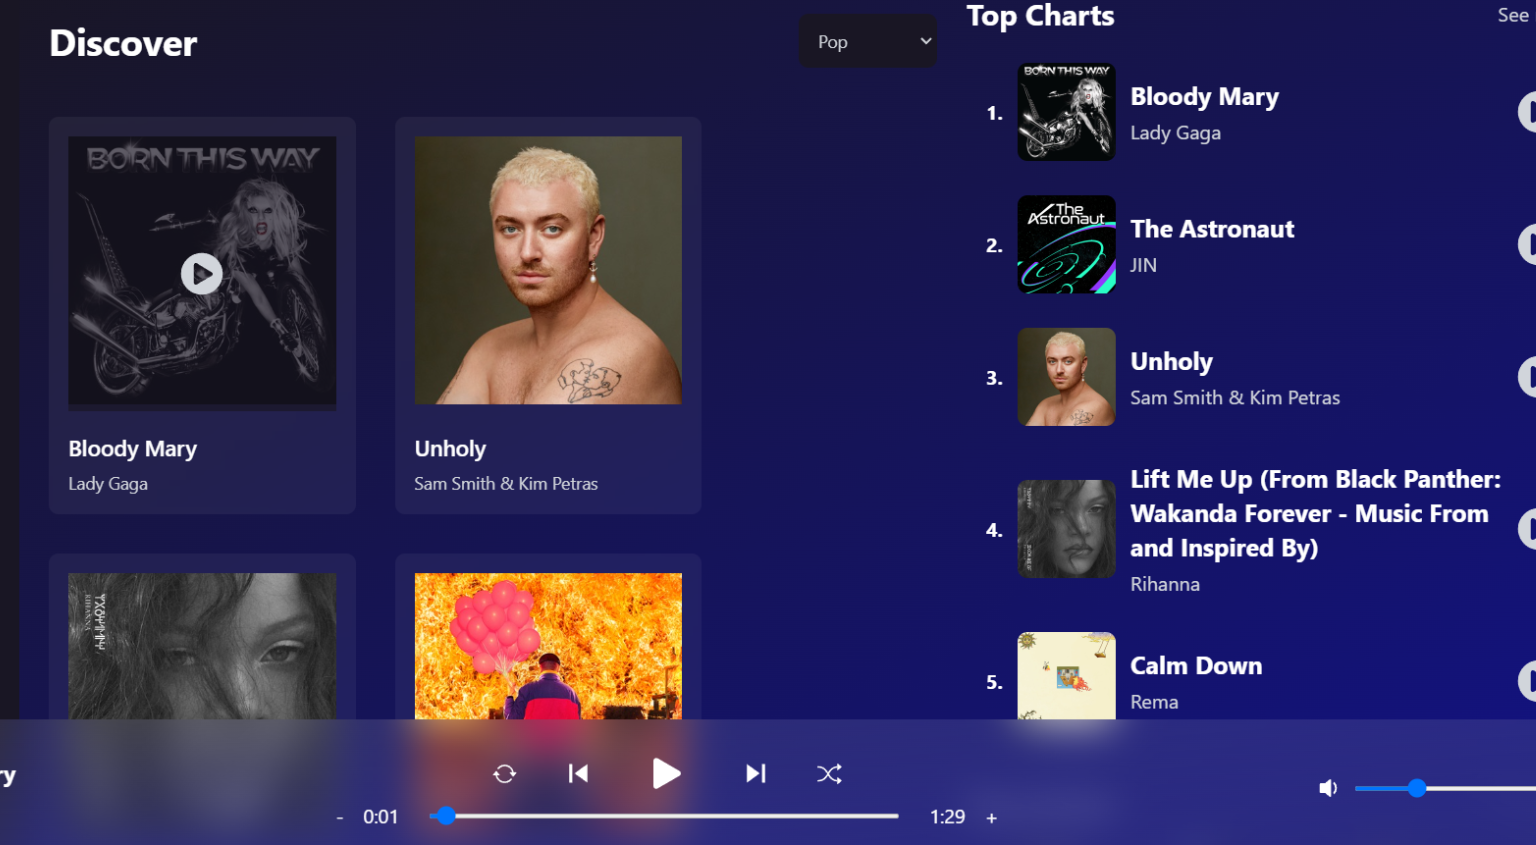 Discover
Pop
BORN THIS WAY
Bloody Mary
Lady Gaga
Unholy
Sam Smith & Kim Petras
RIHANNA
Top Charts
See
1.
BORN THIS WAY
Bloody Mary
Lady Gaga
2.
The
Astronaut
The Astronaut
JIN
3.
Unholy
Sam Smith & Kim Petras
4.
Lift Me Up (From Black Panther:
Wakanda Forever - Music From
and Inspired By)
Rihanna
5.
Calm Down
Rema
ry
- 0:01
1:29 +